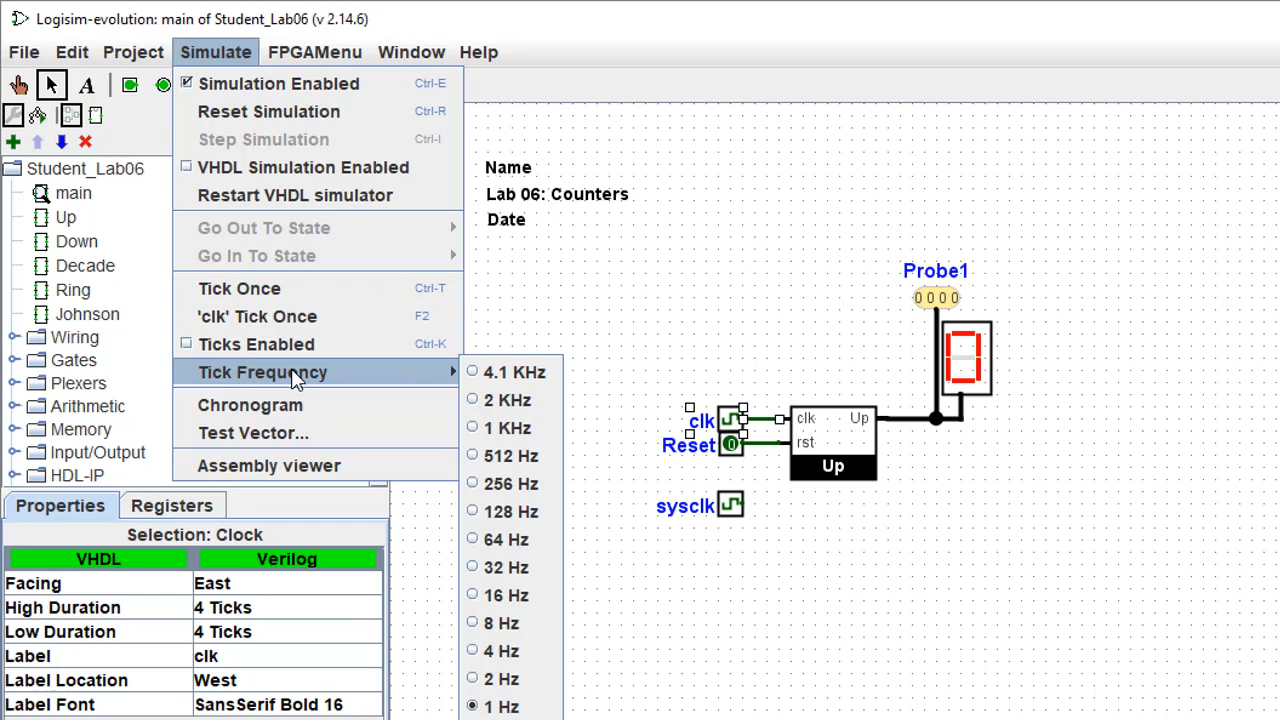 Logisim-evolution: main of Student_Lab06 (v 2.14.6)
File Edit Project Simulate FPGAMenu Window Help
A
Simulation Enabled Ctrl-E
Reset Simulation Ctrl-R
Step Simulation Ctrl-I
VHDL Simulation Enabled
Restart VHDL simulator
Go Out To State
Go In To State
Tick Once Ctrl-T
'clk' Tick Once F2
Ticks Enabled Ctrl-K
Tick Frequency
Chronogram
Test Vector...
Assembly viewer
4.1 KHz
2 KHz
1 KHz
512 Hz
256 Hz
128 Hz
64 Hz
32 Hz
16 Hz
8 Hz
4 Hz
2 Hz
1 Hz
Student_Lab06
main
Up
Down
Decade
Ring
Johnson
Wiring
Gates
Plexers
Arithmetic
Memory
Input/Output
HDL-IP
Properties Registers
Selection: Clock
VHDL Verilog
Facing East
High Duration 4 Ticks
Low Duration 4 Ticks
Label clk
Label Location West
Label Font SansSerif Bold 16
Name
Lab 06: Counters
Date
Probe1
0 0 0 0
0
clk
Reset 0
clk Up
rst
Up
sysclk